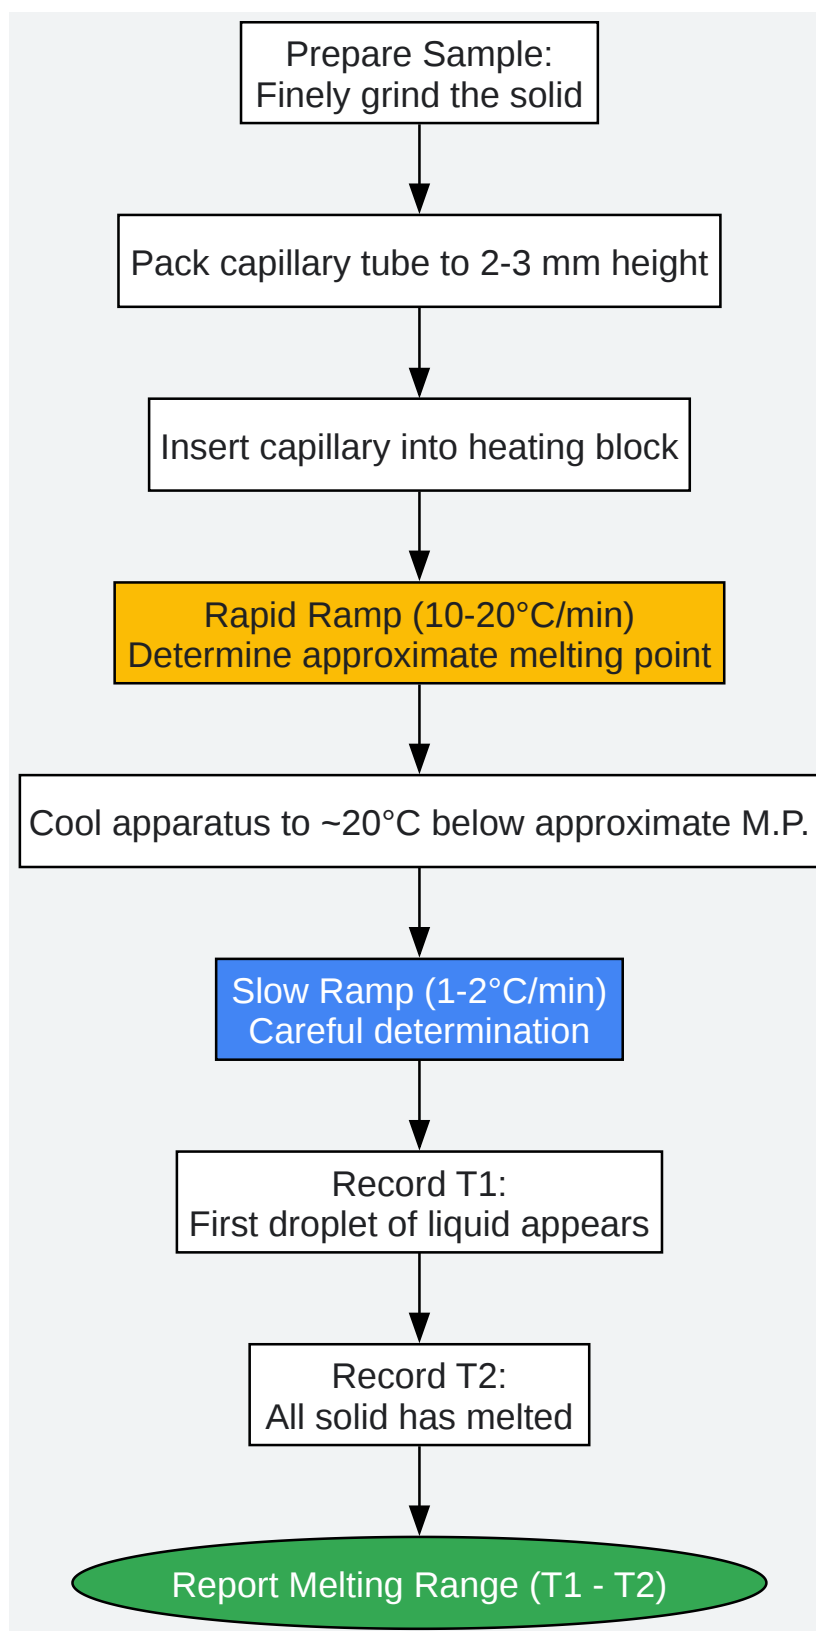 Prepare Sample:
Finely grind the solid
Pack capillary tube to 2-3 mm height
Insert capillary into heating block
Rapid Ramp (10-20°C/min)
Determine approximate melting point
Cool apparatus to ~20°C below approximate M.P.
Slow Ramp (1-2°C/min)
Careful determination
Record T1:
First droplet of liquid appears
Record T2:
All solid has melted
Report Melting Range (T1 - T2)